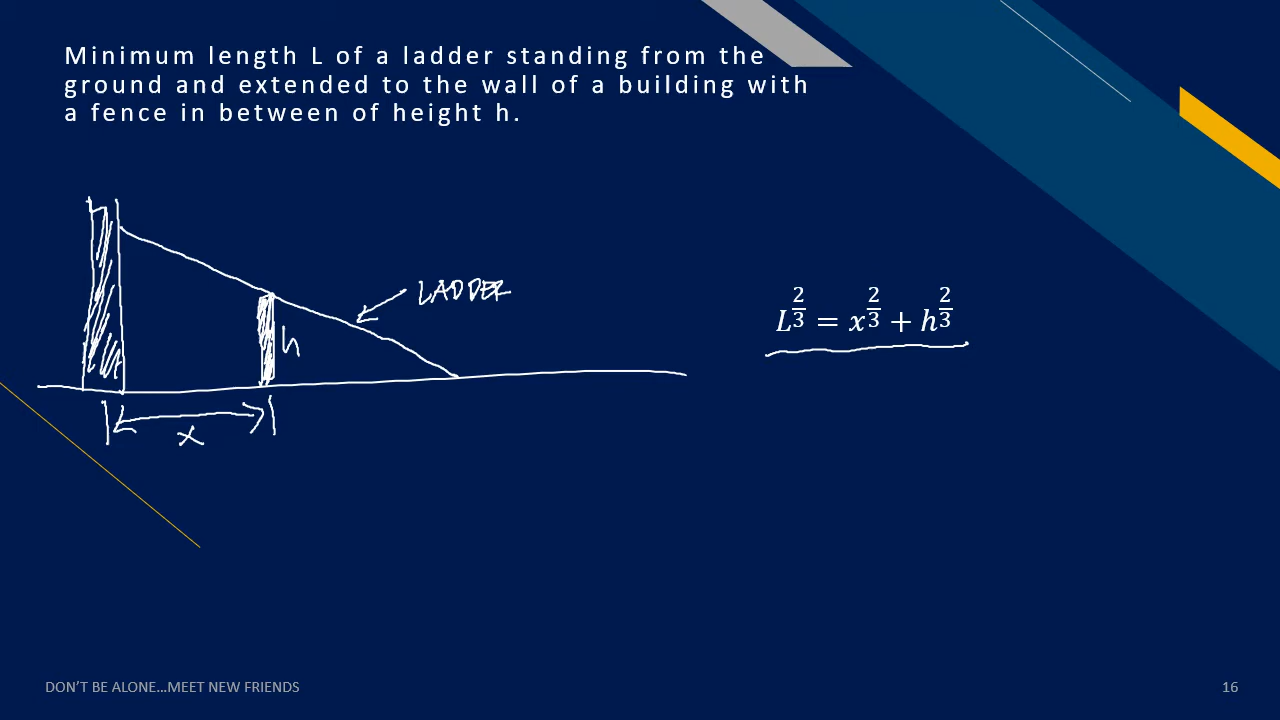 Minimum length L of a ladder standing from the
ground and extended to the wall of a building with
a fence in between of height h.
LADDER
h
x
L^{2/3} = x^{2/3} + h^{2/3}
DON'T BE ALONE…MEET NEW FRIENDS
16